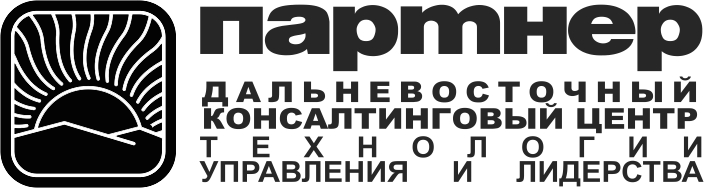 партнер
ДАЛЬНЕВОСТОЧНЫЙ
КОНСАЛТИНГОВЫЙ ЦЕНТР
ТЕХНОЛОГИИ
УПРАВЛЕНИЯ И ЛИДЕРСТВА